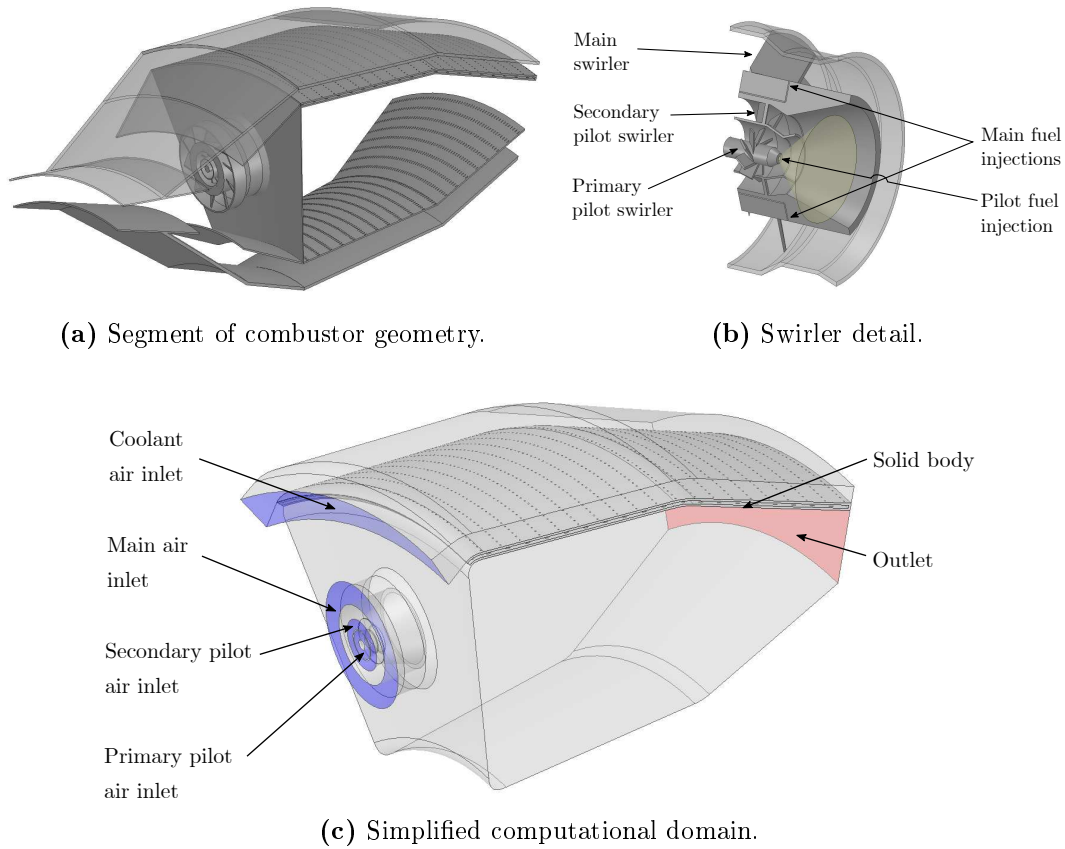 Main
swirler
Secondary
pilot swirler
Primary
pilot swirler
Main fuel
injections
Pilot fuel
injection
(a) Segment of combustor geometry.
(b) Swirler detail.
Coolant
air inlet
Main air
inlet
Secondary pilot
air inlet
Primary pilot
air inlet
Solid body
Outlet
(c) Simplified computational domain.